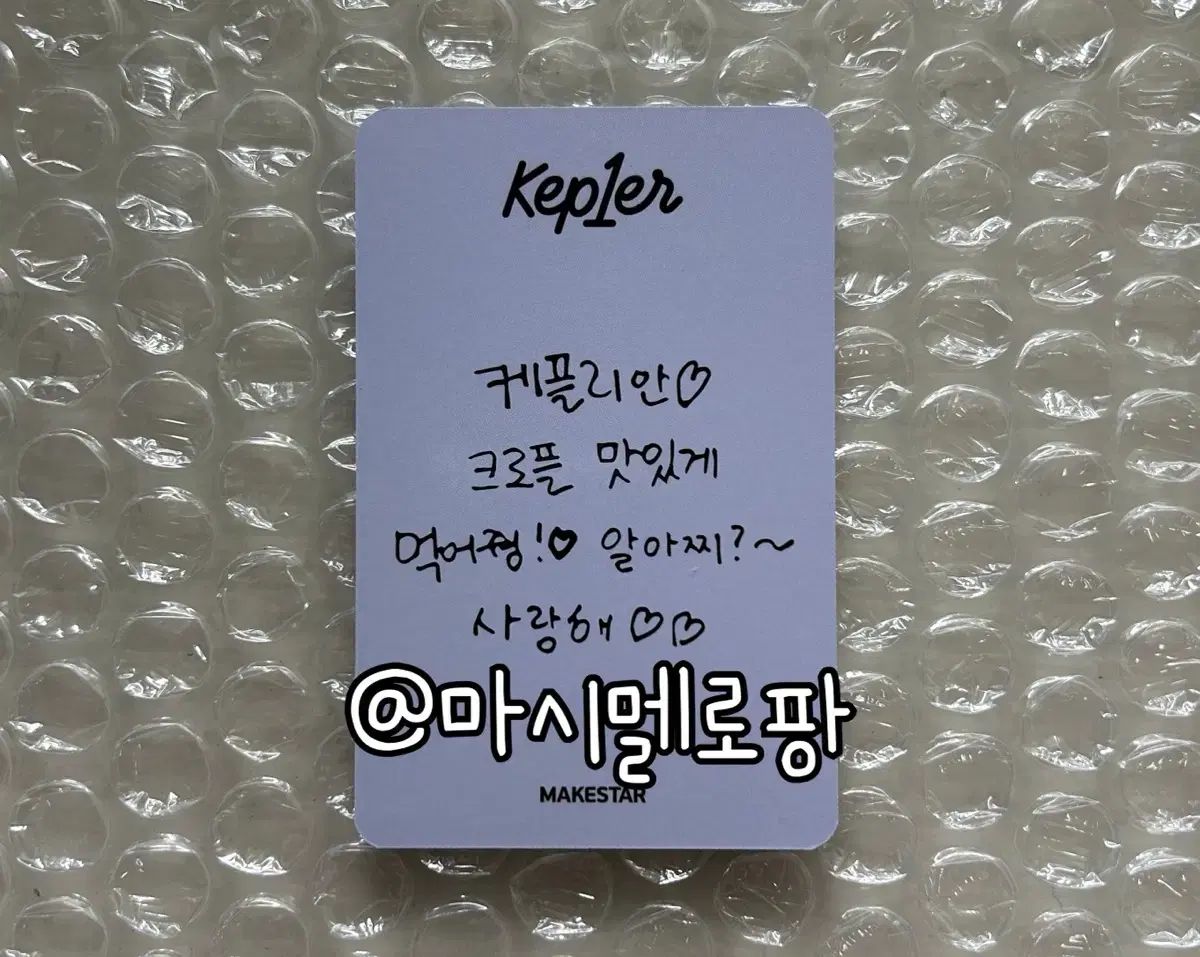 Kep1er
케플리안♡
크로플 맛있게
먹어쪙!♥ 알아찌?~
사랑해♡♡
@마시멜로팡
MAKESTAR